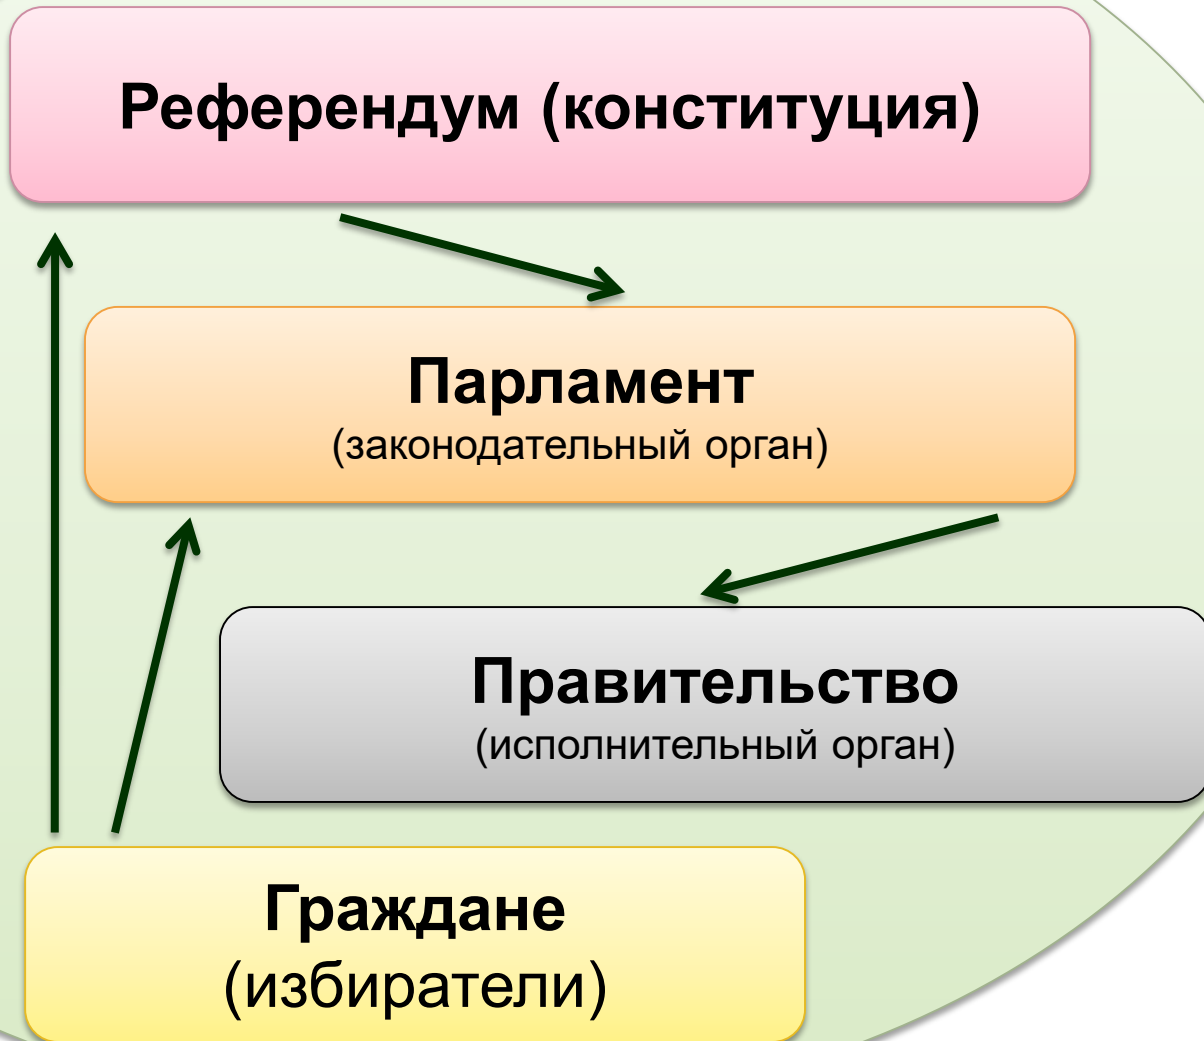 Референдум (конституция)
Парламент
(законодательный орган)
Правительство
(исполнительный орган)
Граждане
(избиратели)